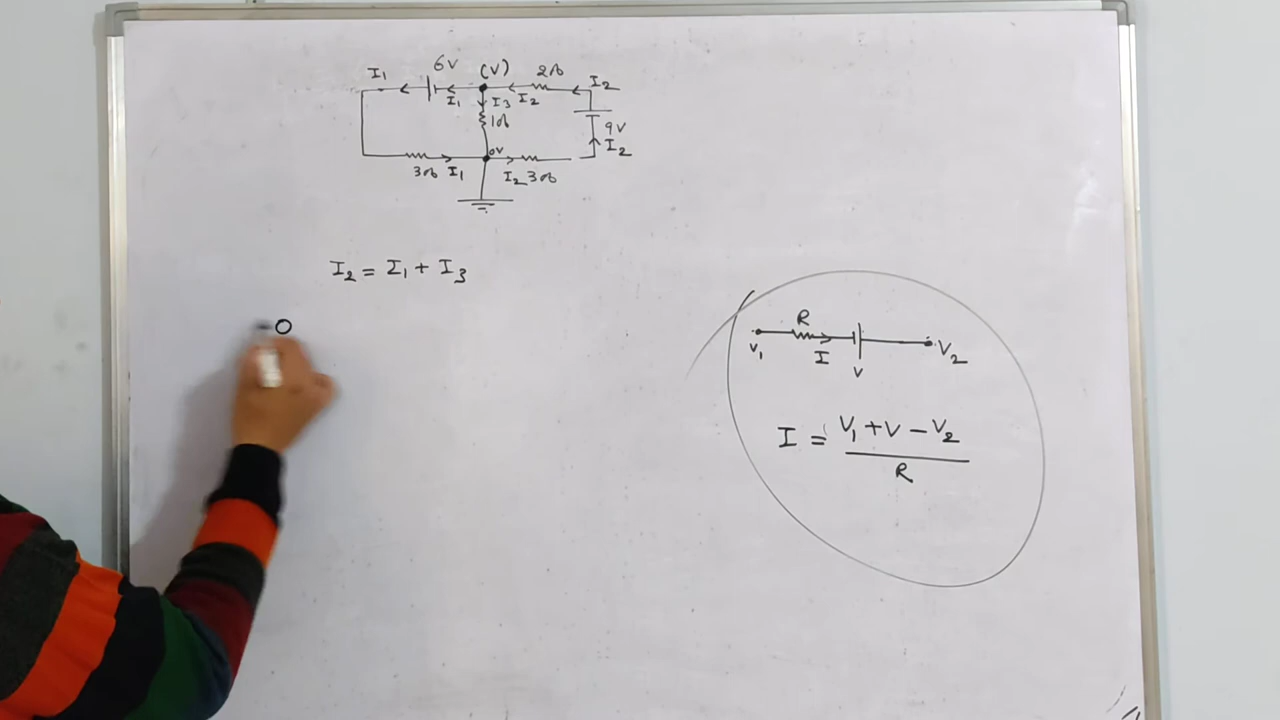 I1 6V (V) 2Ω I2
I1 I3 I2
1Ω
9V
0V I2
3Ω I1 I2 3Ω
I2 = I1 + I3
0
R
V1 I V V2
I = V1 + V - V2 / R